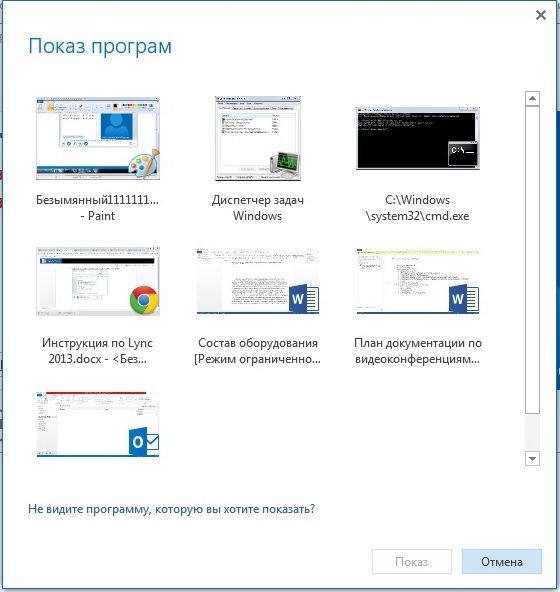 Показ програм
Безымянный1111111...
- Paint
Диспетчер задач
Windows
C:\Windows
\system32\cmd.exe
C:\_
Инструкция по Lync
2013.docx - <Без...
Состав оборудования
[Режим ограниченно...
План документации по
видеоконференциям...
Не видите программу, которую вы хотите показать?
Показ
Отмена